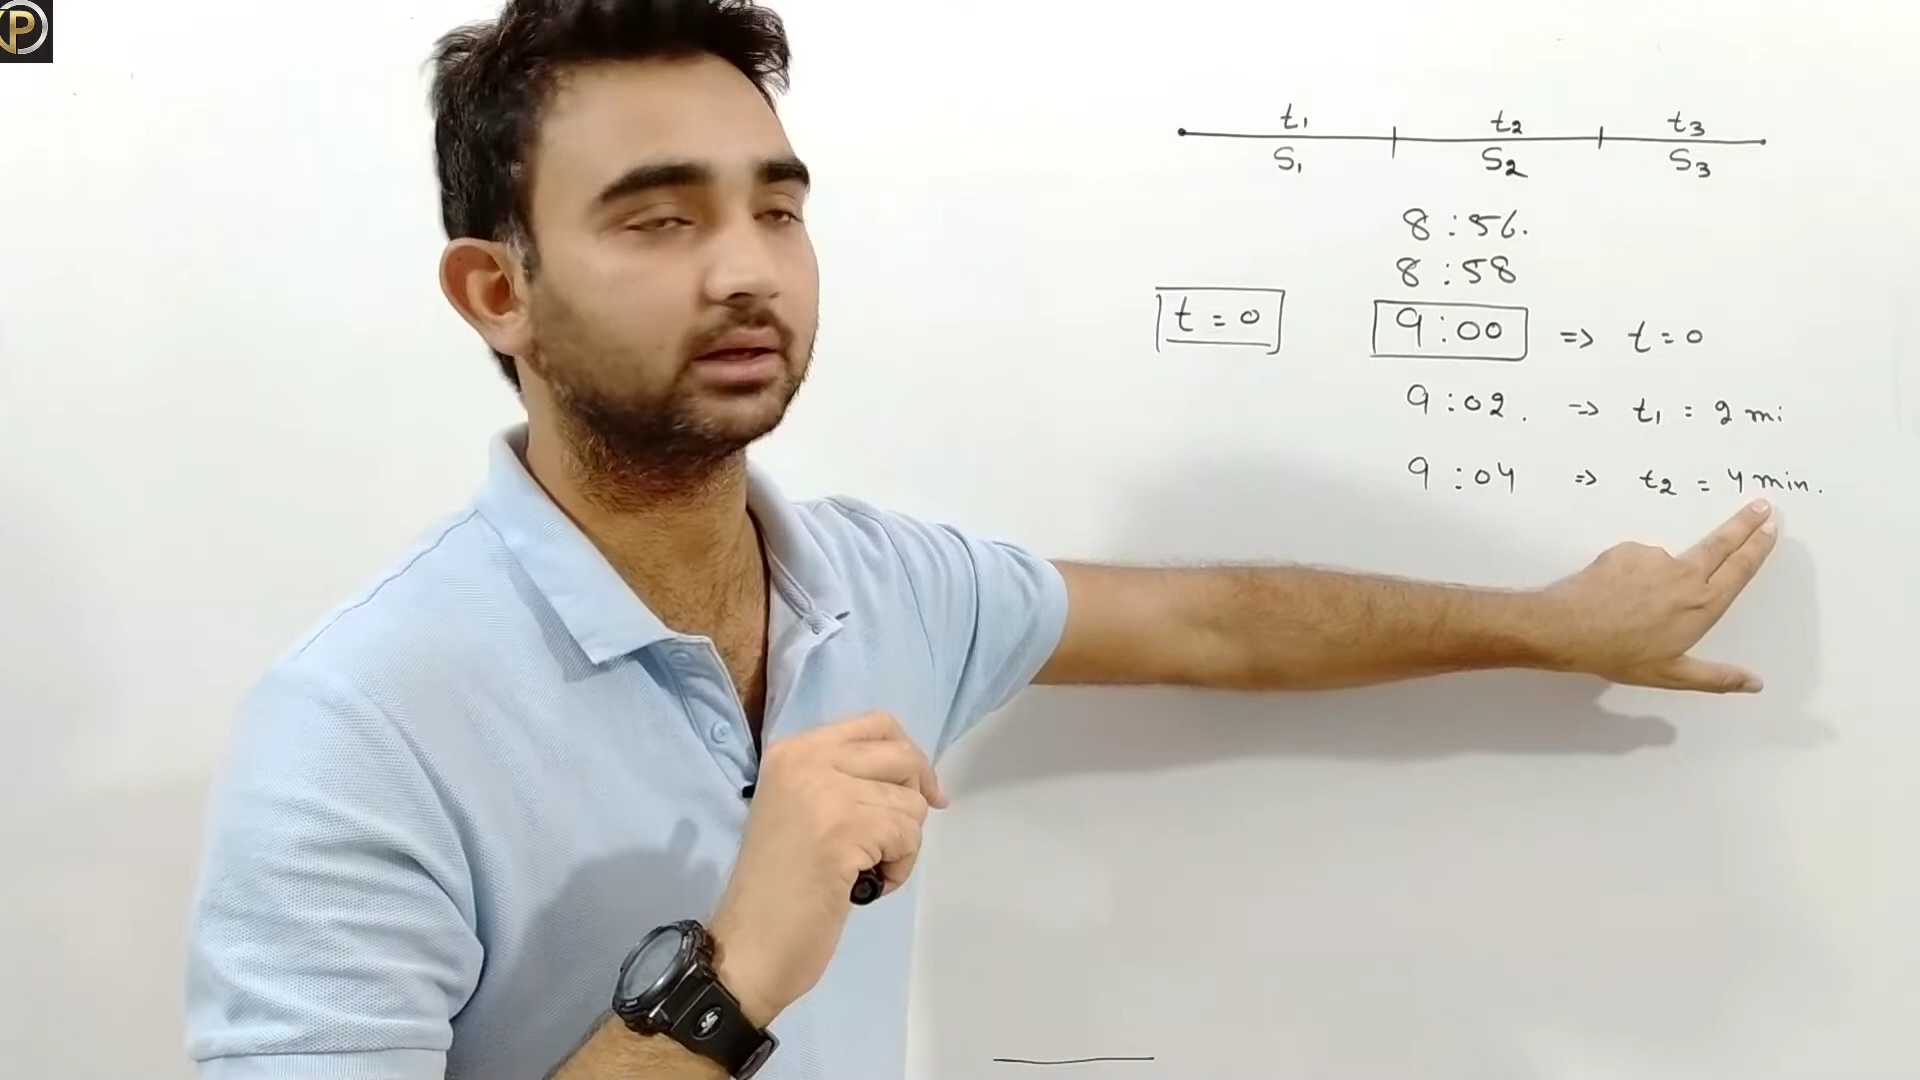 P
t₁ t₂ t₃
S₁ S₂ S₃
8:56.
8:58
t=0 9:00 => t=0
9:02. => t₁ = 2 mi
9:04 => t₂ = 4 min.